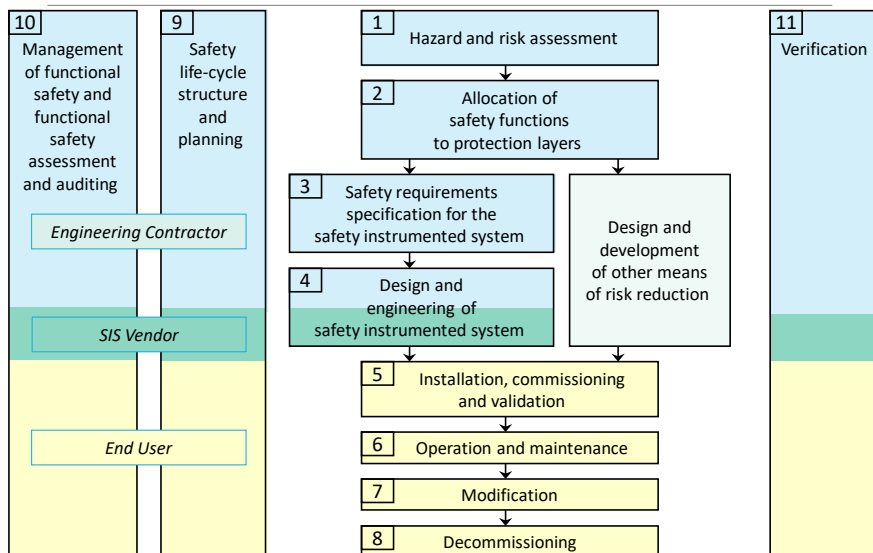 10
Management
of functional
safety and
functional
safety
assessment
and auditing
9
Safety
life-cycle
structure
and
planning
Engineering Contractor
SIS Vendor
End User
1
Hazard and risk assessment
2
Allocation of
safety functions
to protection layers
3
Safety requirements
specification for the
safety instrumented system
4
Design and
engineering of
safety instrumented system
Design and
development
of other means
of risk reduction
5
Installation, commissioning
and validation
6
Operation and maintenance
7
Modification
8
Decommissioning
11
Verification